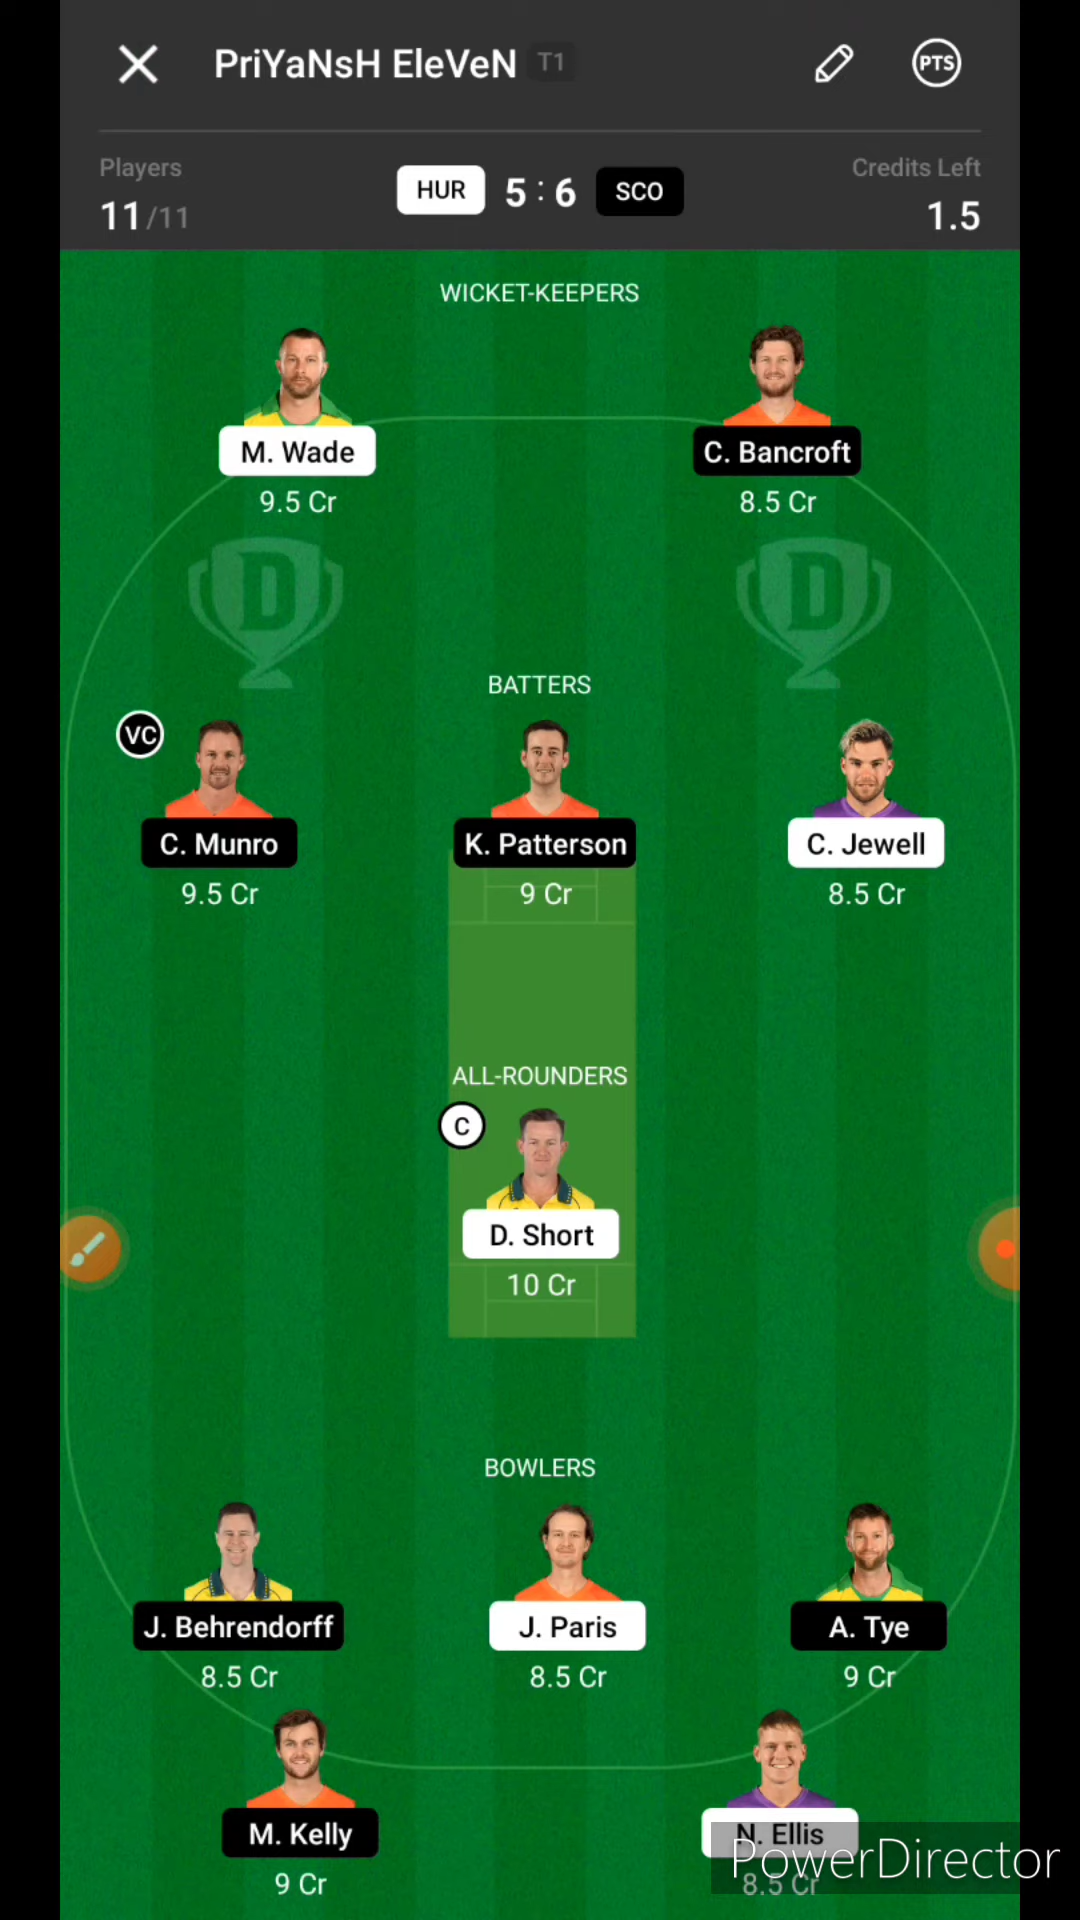 PriYaNsH EleVeN T1
PTS
Players
Credits Left
HUR 5 : 6 SCO
11/11
1.5
WICKET-KEEPERS
M. Wade
C. Bancroft
9.5 Cr
8.5 Cr
D
D
BATTERS
VC
C. Munro
K. Patterson
C. Jewell
9.5 Cr
9 Cr
8.5 Cr
ALL-ROUNDERS
C
D. Short
10 Cr
BOWLERS
J. Behrendorff
J. Paris
A. Tye
8.5 Cr
8.5 Cr
9 Cr
M. Kelly
N. Ellis
PowerDirector
9 Cr
8.5 Cr